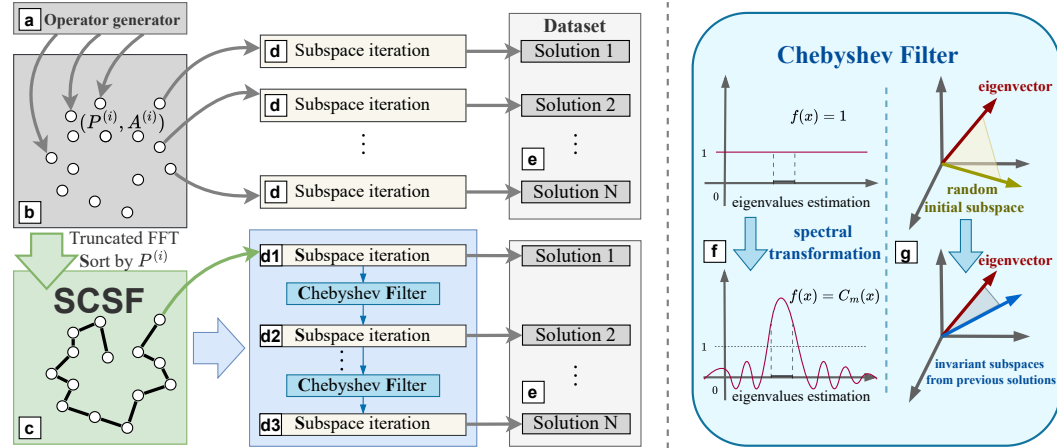 a Operator generator
(P^{(i)}, A^{(i)})
b
d Subspace iteration
d Subspace iteration
⋮
d Subspace iteration
Dataset
Solution 1
Solution 2
e
⋮
Solution N
Truncated FFT
Sort by P^{(i)}
SCSF
c
d1 Subspace iteration
Chebyshev Filter
d2 Subspace iteration
⋮
Chebyshev Filter
d3 Subspace iteration
Solution 1
Solution 2
e
⋮
Solution N
Chebyshev Filter
f(x) = 1
1
0
eigenvalues estimation
f
spectral
transformation
f(x) = C_m(x)
1
0
eigenvalues estimation
eigenvector
random
initial subspace
g
eigenvector
invariant subspaces
from previous solutions